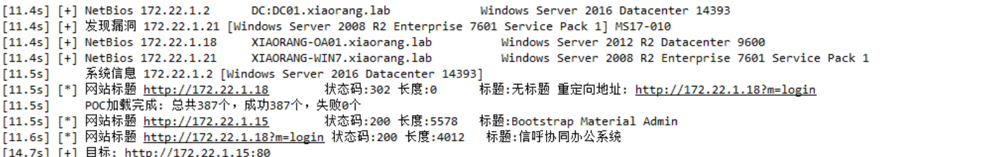 [11.4s] [+] NetBios 172.22.1.2 DC:DC01.xiaorang.lab Windows Server 2016 Datacenter 14393
[11.4s] [+] 发现漏洞 172.22.1.21 [Windows Server 2008 R2 Enterprise 7601 Service Pack 1] MS17-010
[11.4s] [+] NetBios 172.22.1.18 XIAORANG-OA01.xiaorang.lab Windows Server 2012 R2 Datacenter 9600
[11.4s] [+] NetBios 172.22.1.21 XIAORANG-WIN7.xiaorang.lab Windows Server 2008 R2 Enterprise 7601 Service Pack 1
[11.5s] 系统信息 172.22.1.2 [Windows Server 2016 Datacenter 14393]
[11.5s] [*] 网站标题 http://172.22.1.18 状态码:302 长度:0 标题:无标题 重定向地址: http://172.22.1.18?m=login
[11.5s] POC加载完成: 总共387个，成功387个，失败0个
[11.5s] [*] 网站标题 http://172.22.1.15 状态码:200 长度:5578 标题:Bootstrap Material Admin
[11.6s] [*] 网站标题 http://172.22.1.18?m=login 状态码:200 长度:4012 标题:信呼协同办公系统
[14.7s] [+] 目标: http://172.22.1.15:80